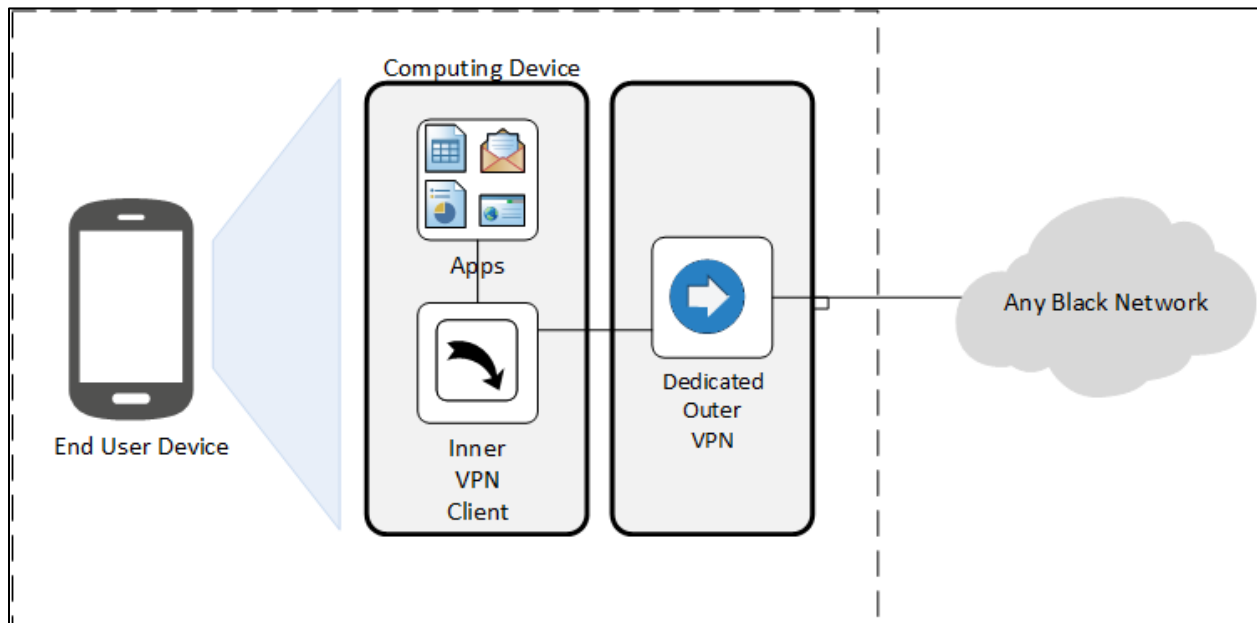 Computing Device
Apps
End User Device
Inner
VPN
Client
Dedicated
Outer
VPN
Any Black Network